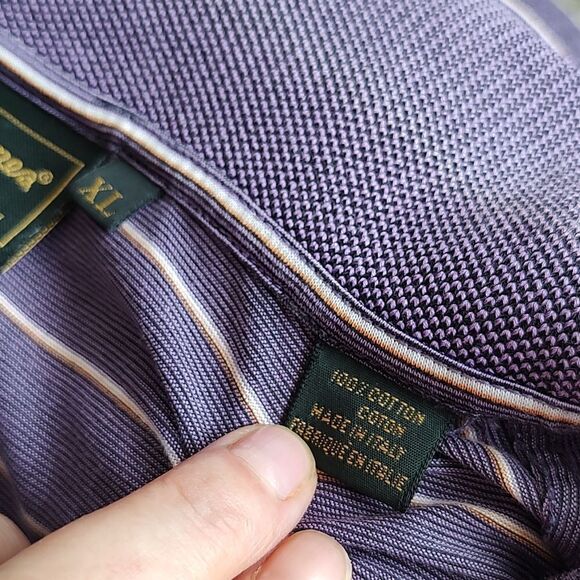 XL
100% COTTON
COTON
MADE IN ITALY
FABRIQUE EN ITALIE